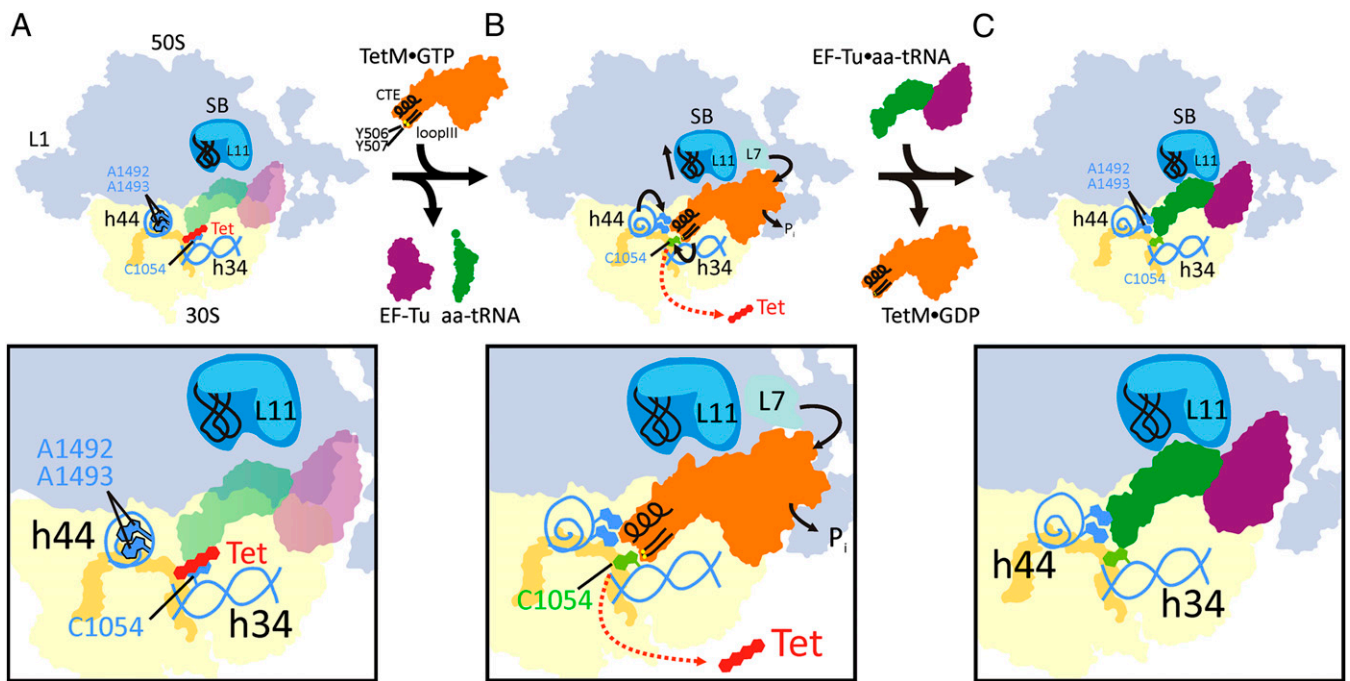 A
50S
SB
L11
L1
A1492
A1493
h44
Tet
C1054
h34
30S
TetM•GTP
CTE
Y506
Y507
loopIII
EF-Tu aa-tRNA
B
SB
L11
L7
h44
Pi
C1054
h34
Tet
EF-Tu•aa-tRNA
TetM•GDP
C
SB
L11
A1492
A1493
h44
C1054
h34
L11
A1492
A1493
h44
Tet
C1054
h34
L11
L7
Pi
C1054
Tet
L11
h44
h34